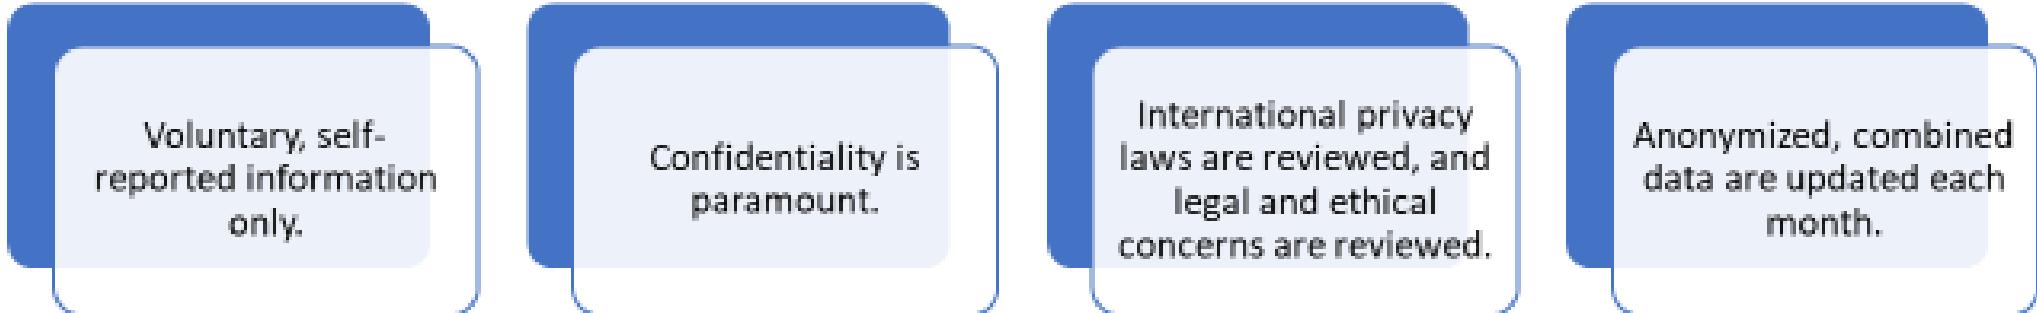 Voluntary, self-
reported information
only.
Confidentiality is
paramount.
International privacy
laws are reviewed, and
legal and ethical
concerns are reviewed.
Anonymized, combined
data are updated each
month.